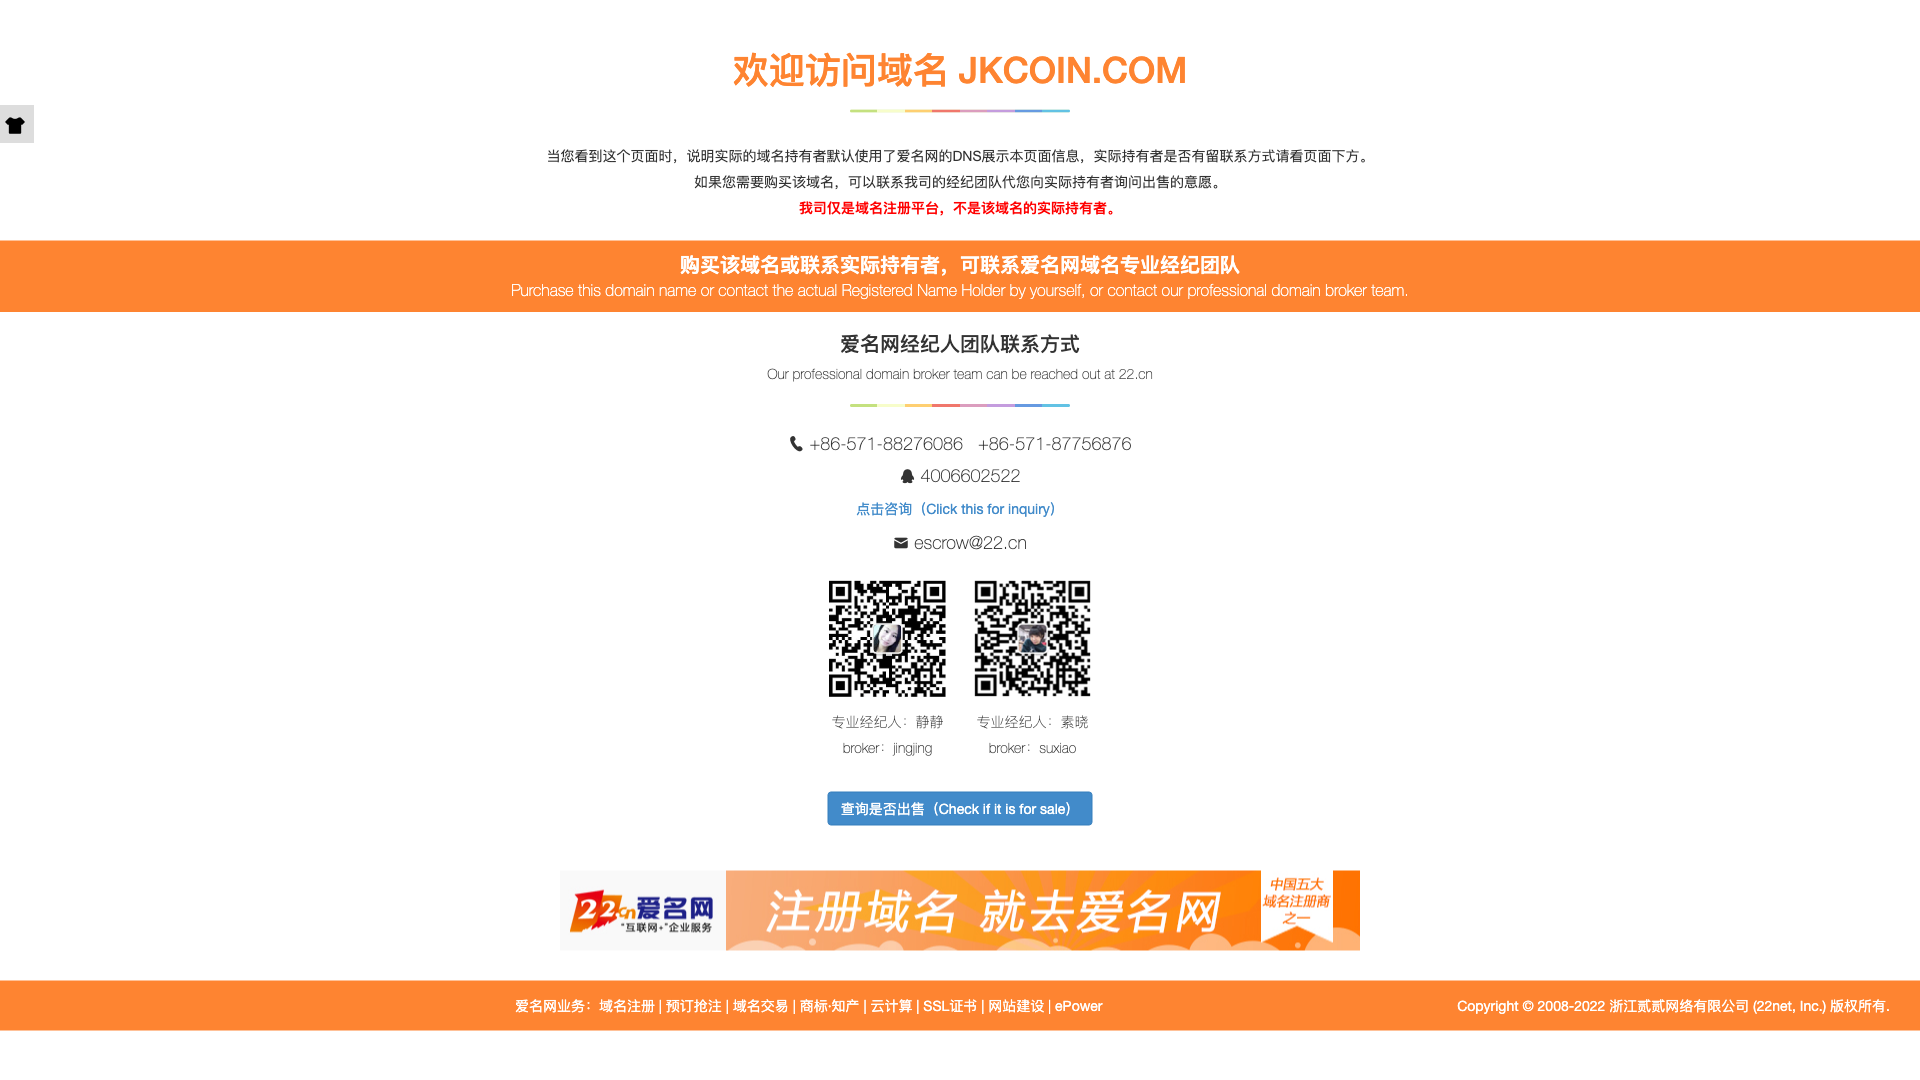 欢迎访问域名 JKCOIN.COM
当您看到这个页面时，说明实际的域名持有者默认使用了爱名网的DNS展示本页面信息，实际持有者是否有留联系方式请看页面下方。
如果您需要购买该域名，可以联系我司的经纪团队代您向实际持有者询问出售的意愿。
我司仅是域名注册平台，不是该域名的实际持有者。
购买该域名或联系实际持有者，可联系爱名网域名专业经纪团队
Purchase this domain name or contact the actual Registered Name Holder by yourself, or contact our professional domain broker team.
爱名网经纪人团队联系方式
Our professional domain broker team can be reached out at 22.cn
+86-571-88276086 +86-571-87756876
4006602522
点击咨询（Click this for inquiry）
escrow@22.cn
专业经纪人：静静 专业经纪人：素晓
broker：jingjing broker：suxiao
查询是否出售（Check if it is for sale）
22.cn 爱名网
"互联网+"企业服务
注册域名 就去爱名网
中国五大
域名注册商
之一
爱名网业务：域名注册 | 预订抢注 | 域名交易 | 商标·知产 | 云计算 | SSL证书 | 网站建设 | ePower
Copyright © 2008-2022 浙江贰贰网络有限公司 (22net, Inc.) 版权所有.